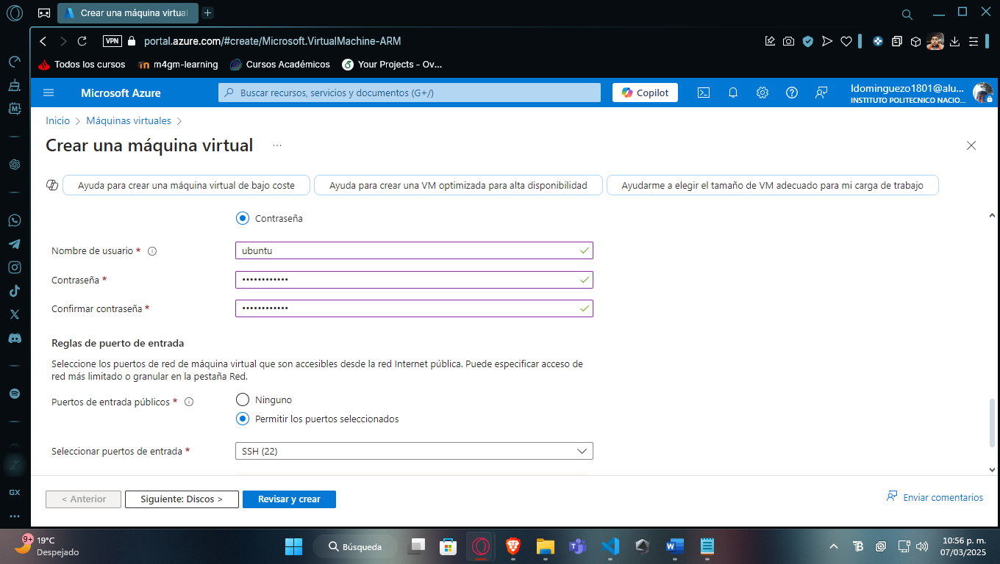 Crear una máquina virtual
VPN
portal.azure.com/#create/Microsoft.VirtualMachine-ARM
Todos los cursos
m4gm-learning
Cursos Académicos
Your Projects - Ov...
Microsoft Azure
Buscar recursos, servicios y documentos (G+/)
Copilot
ldominguezo1801@alu...
INSTITUTO POLITECNICO NACIO...
Inicio > Máquinas virtuales >
Crear una máquina virtual ...
Ayuda para crear una máquina virtual de bajo coste
Ayuda para crear una VM optimizada para alta disponibilidad
Ayudarme a elegir el tamaño de VM adecuado para mi carga de trabajo
Contraseña
Nombre de usuario *
ubuntu
Contraseña *
••••••••••••
Confirmar contraseña *
••••••••••••
Reglas de puerto de entrada
Seleccione los puertos de red de máquina virtual que son accesibles desde la red Internet pública. Puede especificar acceso de
red más limitado o granular en la pestaña Red.
Puertos de entrada públicos *
Ninguno
Permitir los puertos seleccionados
Seleccionar puertos de entrada *
SSH (22)
< Anterior
Siguiente: Discos >
Revisar y crear
Enviar comentarios
GX
9+
19°C
Despejado
Búsqueda
10:56 p. m.
07/03/2025